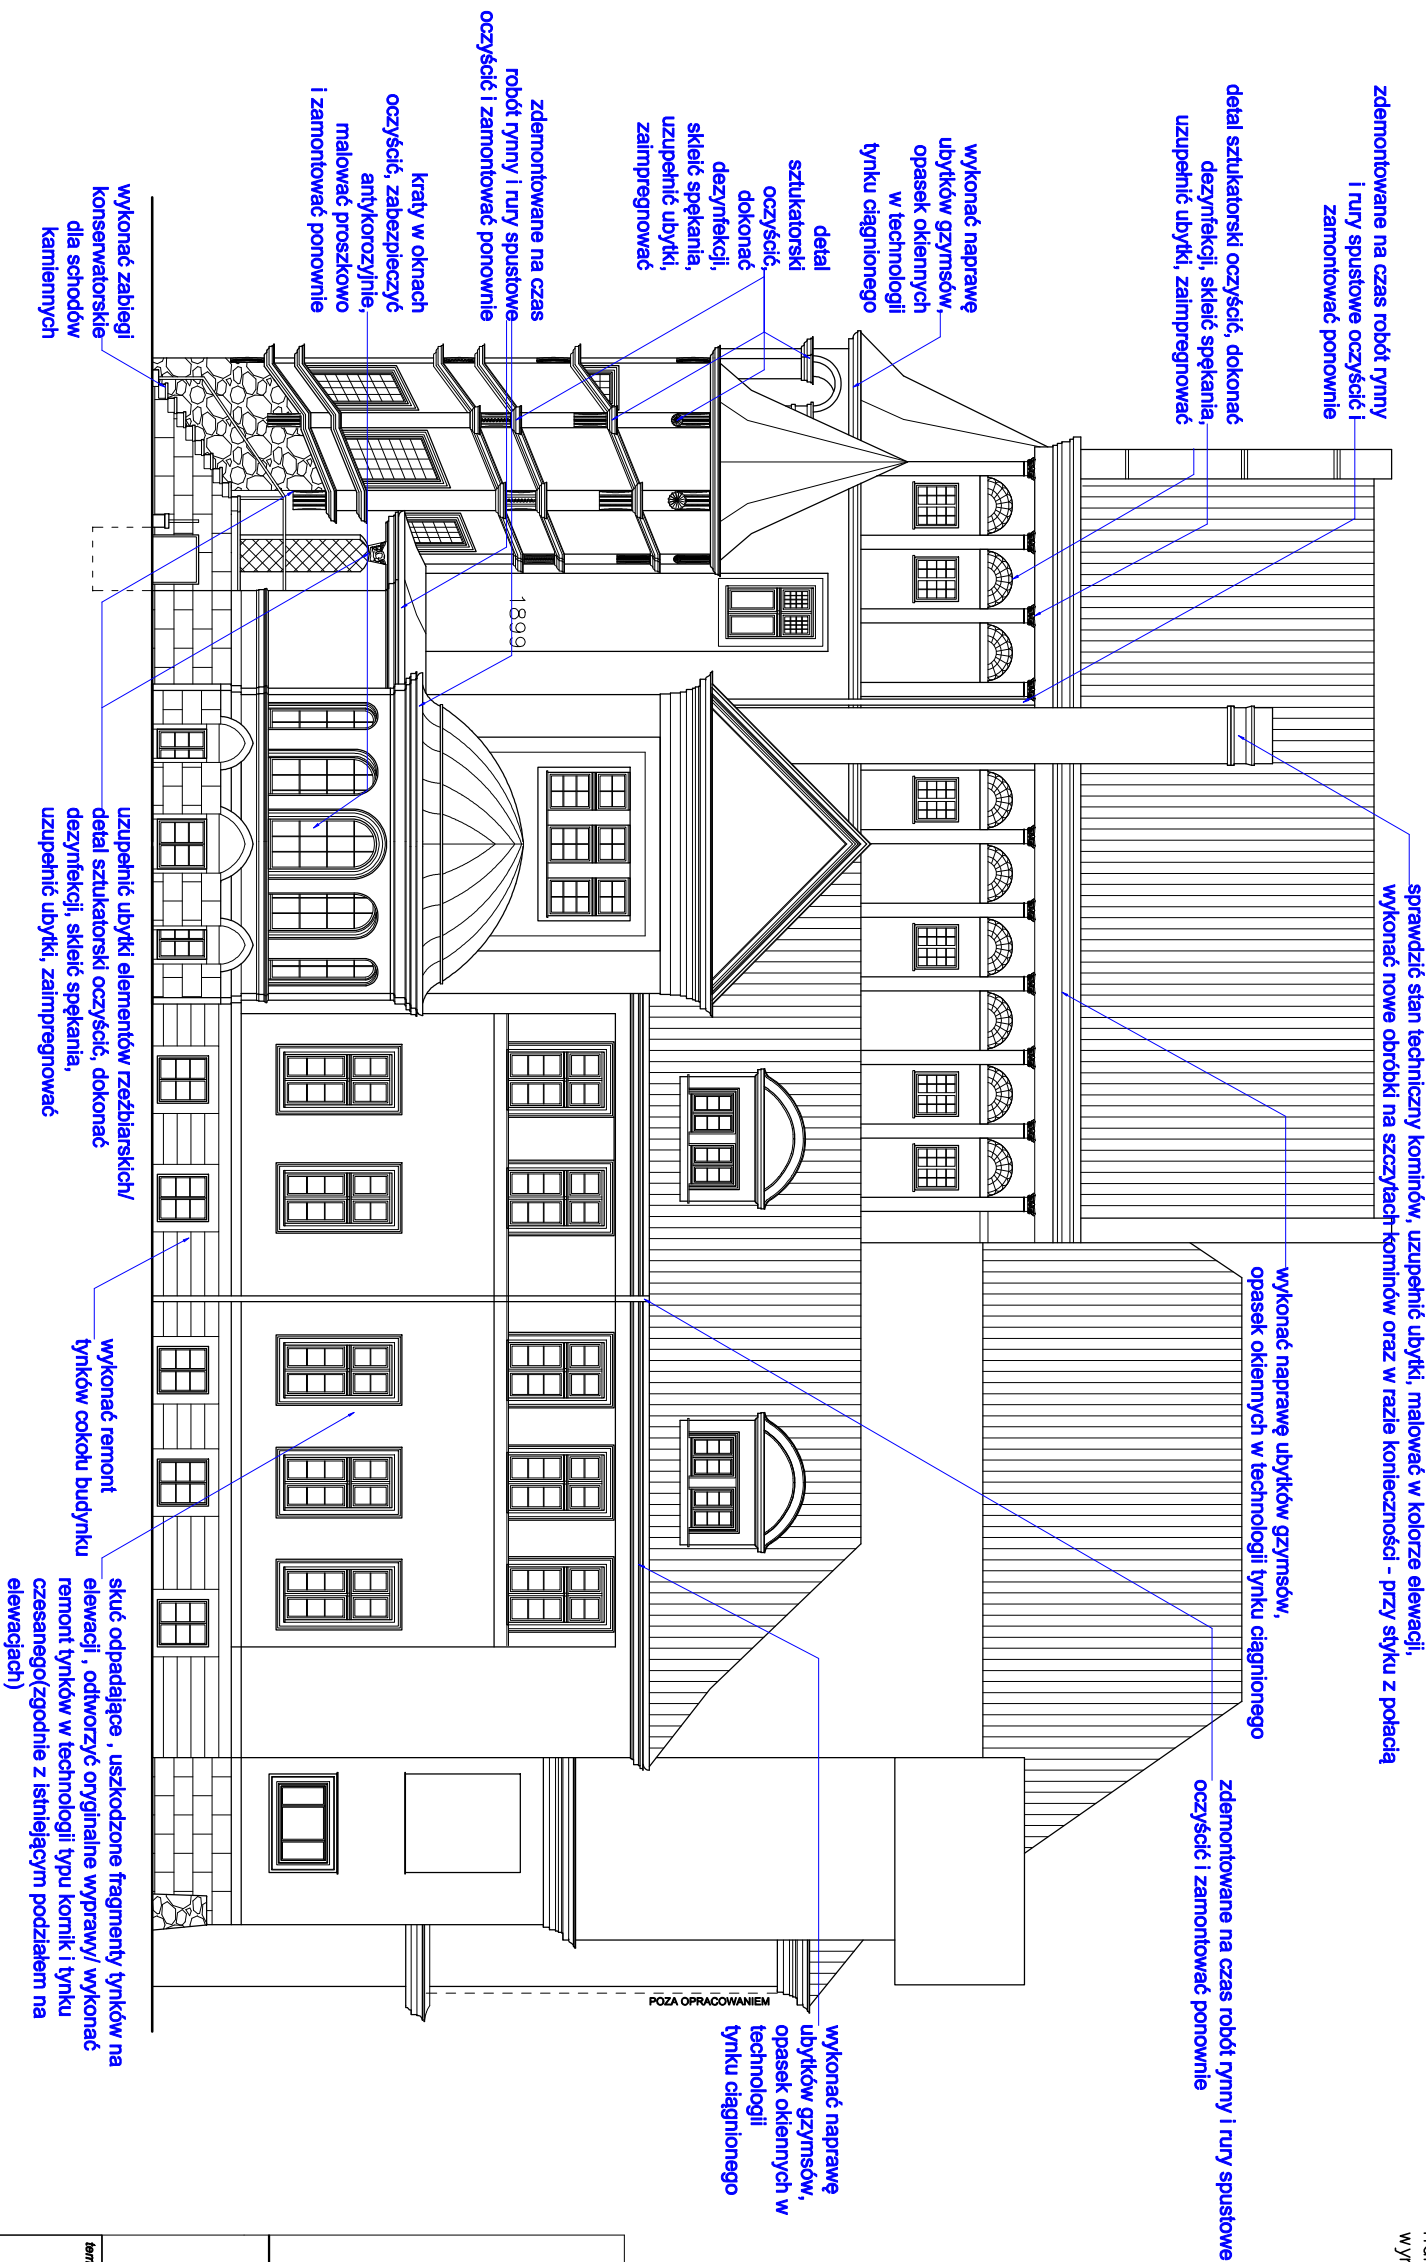 zdemontowane na czas robót rynny
i rury spustowe oczyścić i
zamontować ponownie
detal sztukatorski oczyścić, dokonać
dezynfekcji, skleić spękania,
uzupełnić ubytki, zaimpregnować
wykonać naprawę
ubytków gzymsów,
opasek okiennych
w technologii
tynku ciągnionego
detal
sztukatorski
oczyścić,
dokonać
dezynfekcji,
skleić spękania,
uzupełnić ubytki,
zaimpregnować
zdemontowane na czas
robót rynny i rury spustowe
oczyścić i zamontować ponownie
kraty w oknach
oczyścić, zabezpieczyć
antykorozyjnie,
malować proszkowo
i zamontować ponownie
wykonać zabiegi
konserwatorskie
dla schodów
kamiennych
1899
sprawdzić stan techniczny kominów, uzupełnić ubytki, malować w kolorze elewacji,
wykonać nowe obróbki na szczytach kominów oraz w razie konieczności - przy styku z połacią
wykonać naprawę ubytków gzymsów,
opasek okiennych w technologii tynku ciągnionego
zdemontowane na czas robót rynny i rury spustowe
oczyścić i zamontować ponownie
wykonać naprawę
ubytków gzymsów,
opasek okiennych w
technologii
tynku ciągnionego
POZA OPRACOWANIEM
uzupełnić ubytki elementów rzeźbiarskich/
detal sztukatorski oczyścić, dokonać
dezynfekcji, skleić spękania,
uzupełnić ubytki, zaimpregnować
wykonać remont
tynków cokołu budynku
skuć odpadające , uszkodzone fragmenty tynków na
elewacji , odtworzyć oryginalne wyprawy/ wykonać
remont tynków w technologii typu kornik i tynku
czesanego(zgodnie z istniejącym podziałem na
elewacjach)